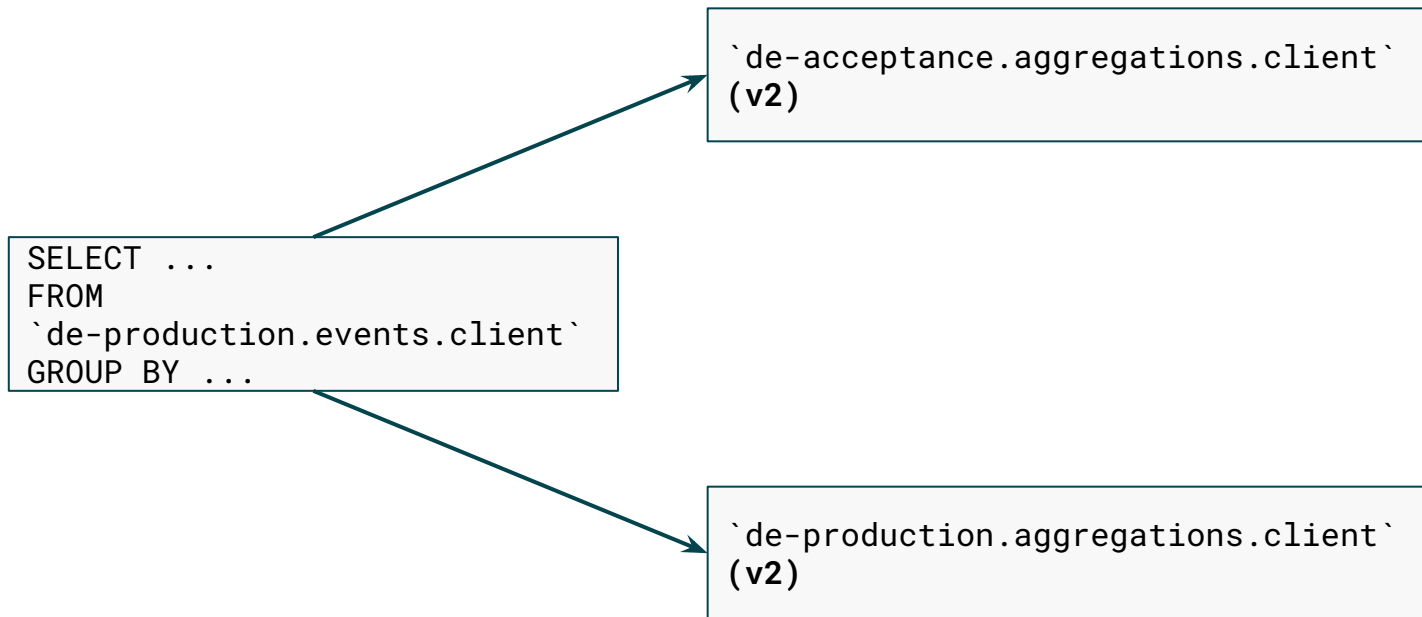 `de-acceptance.aggregations.client`
(v2)
SELECT ...
FROM
`de-production.events.client`
GROUP BY ...
`de-production.aggregations.client`
(v2)